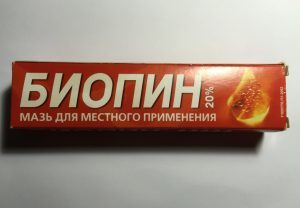 БИОПИН 20%
МАЗЬ ДЛЯ МЕСТНОГО ПРИМЕНЕНИЯ